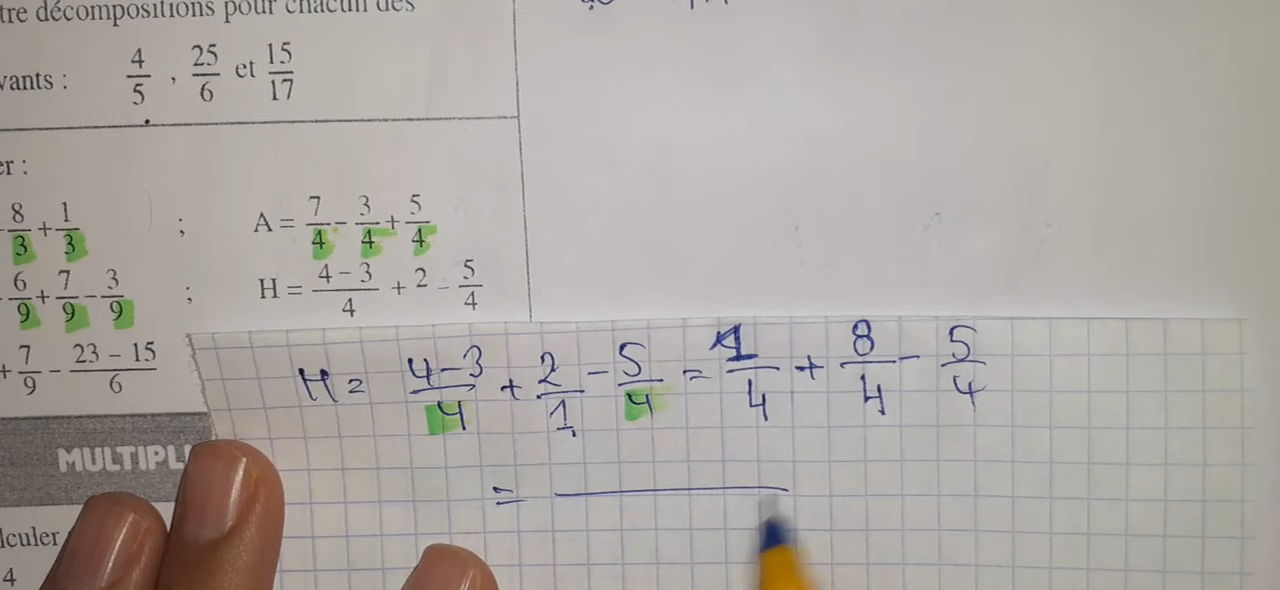 tre décompositions pour chacun des
vants : 4/5 , 25/6 et 15/17
er :
8/3 + 1/3 ; A = 7/4 - 3/4 + 5/4
6/9 + 7/9 - 3/9 ; H = (4 - 3)/4 + 2 - 5/4
+ 7/9 - (23 - 15)/6
H = (4-3)/4 + 2/1 - 5/4 = 1/4 + 8/4 - 5/4
=
MULTIPL
lculer
4